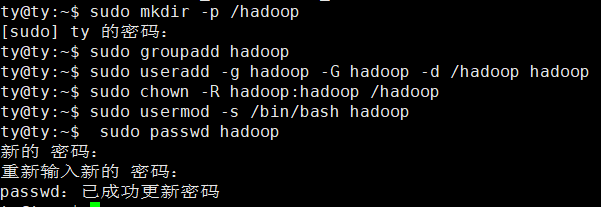 ty@ty:~$ sudo mkdir -p /hadoop
[sudo] ty 的密码：
ty@ty:~$ sudo groupadd hadoop
ty@ty:~$ sudo useradd -g hadoop -G hadoop -d /hadoop hadoop
ty@ty:~$ sudo chown -R hadoop:hadoop /hadoop
ty@ty:~$ sudo usermod -s /bin/bash hadoop
ty@ty:~$  sudo passwd hadoop
新的 密码：
重新输入新的 密码：
passwd：已成功更新密码
ty@ty:~$